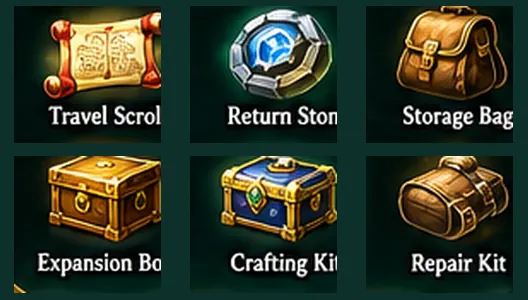 Travel Scrol
Return Ston
Storage Bag
Expansion Bo
Crafting Kit
Repair Kit